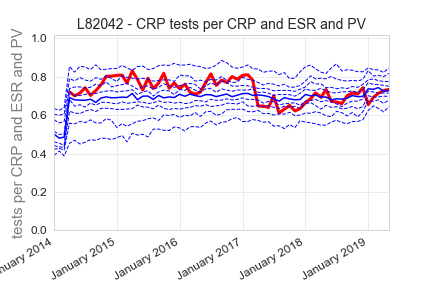 L82042 - CRP tests per CRP and ESR and PV
tests per CRP and ESR and PV
1.0
0.8
0.6
0.4
0.2
0.0
nuary 2014
January 2015
January 2016
January 2017
January 2018
January 2019